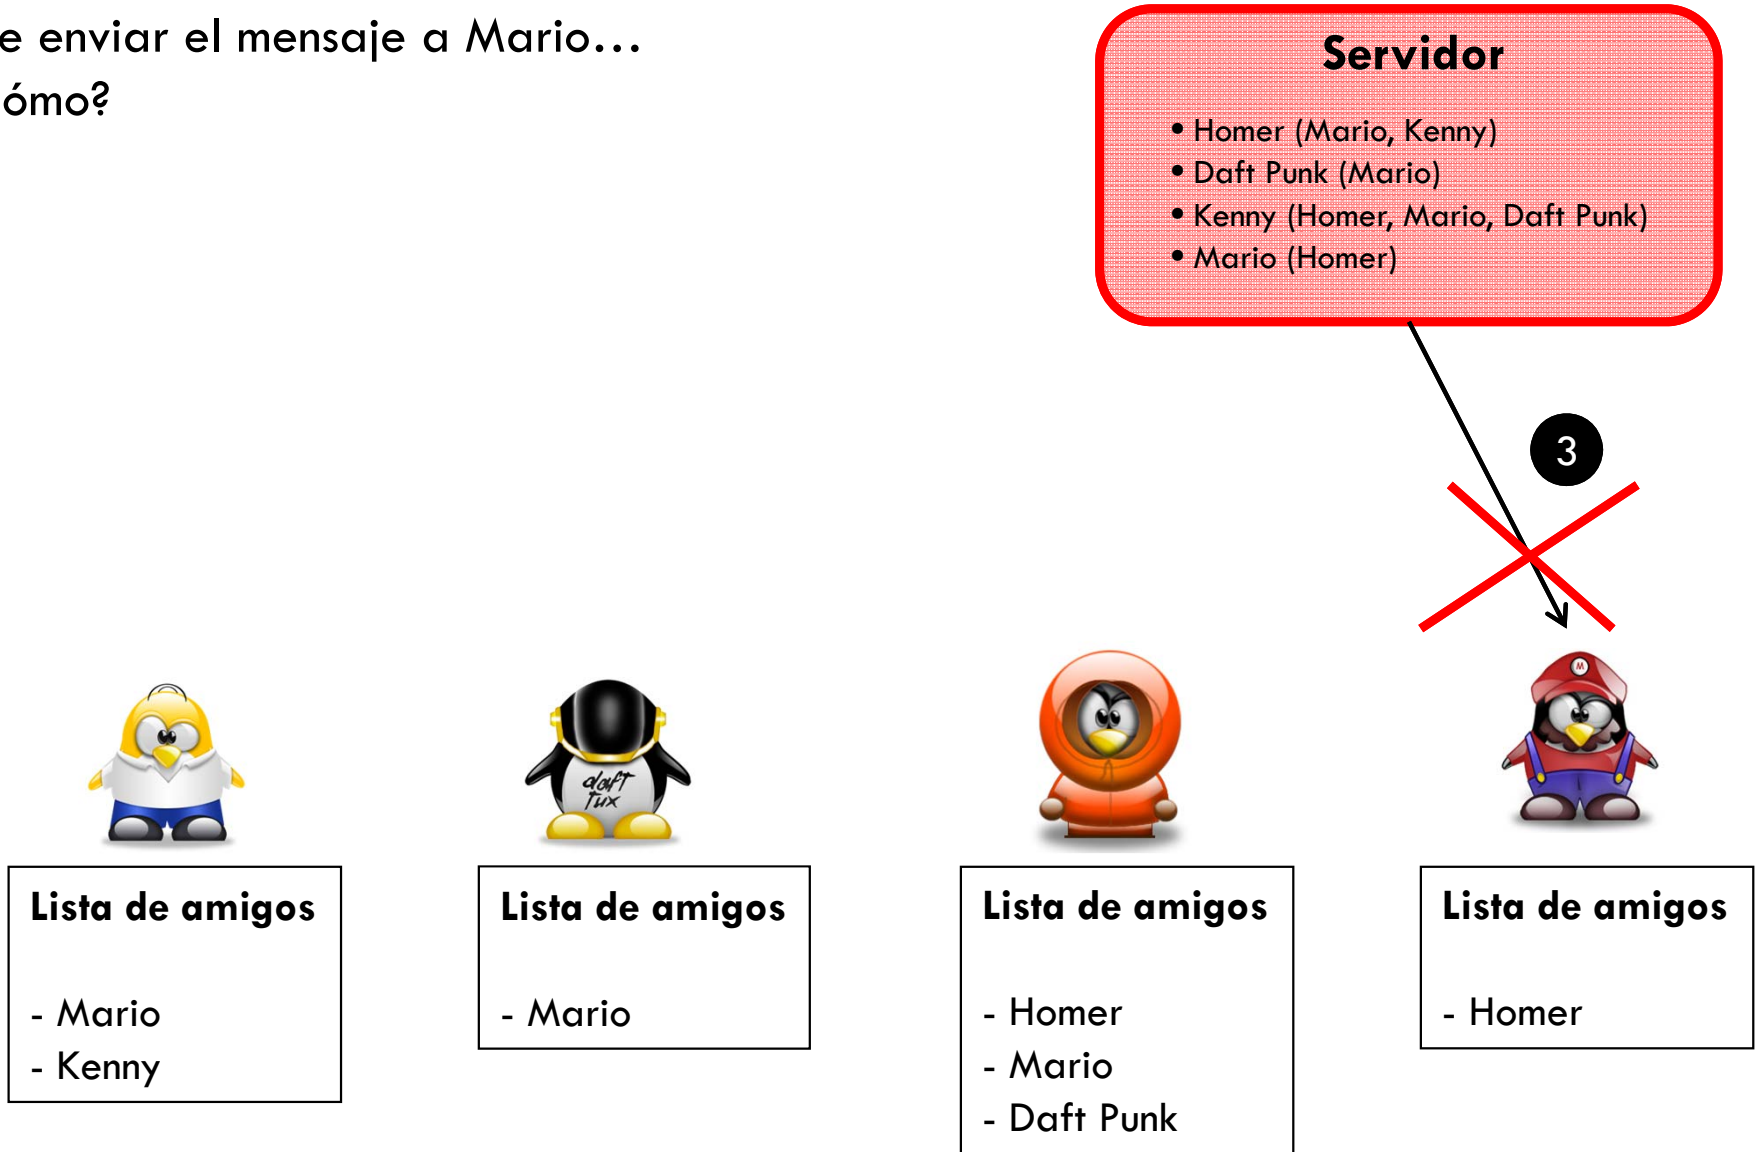 e enviar el mensaje a Mario...
ómo?
Servidor
• Homer (Mario, Kenny)
• Daft Punk (Mario)
• Kenny (Homer, Mario, Daft Punk)
• Mario (Homer)
3
M
daft
Tux
Lista de amigos
- Mario
- Kenny
Lista de amigos
- Mario
Lista de amigos
- Homer
- Mario
- Daft Punk
Lista de amigos
- Homer